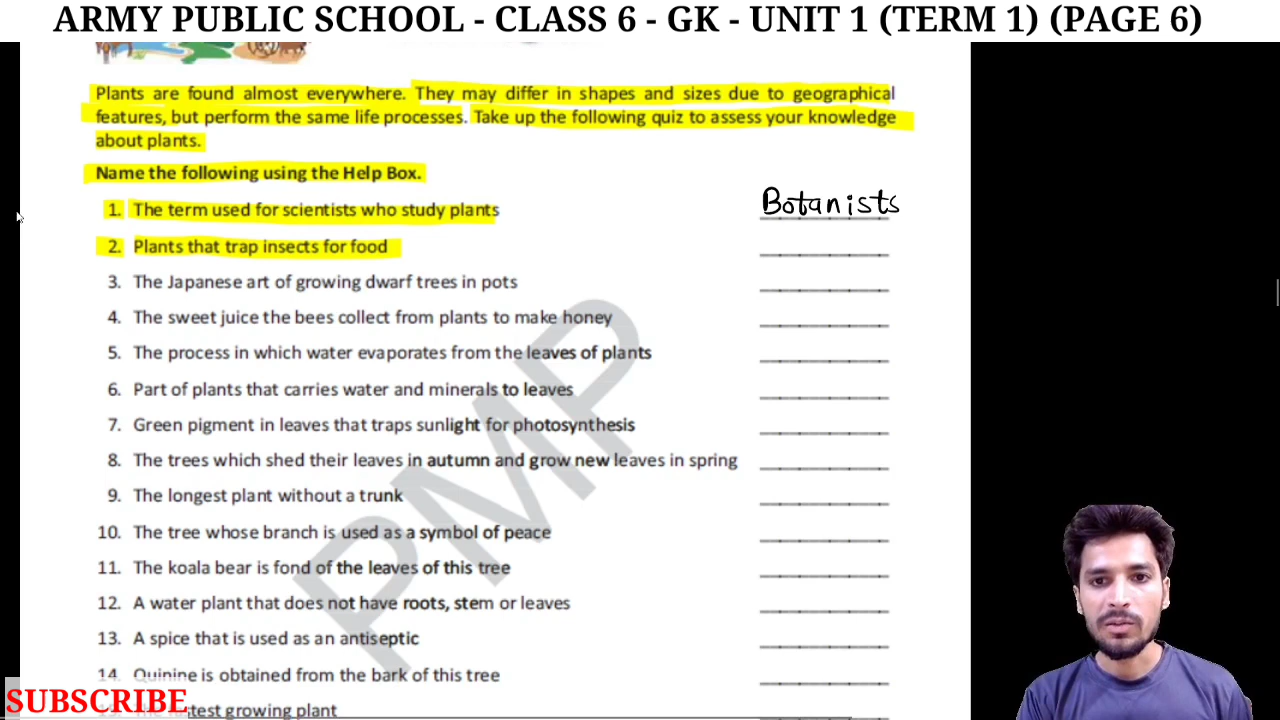 ARMY PUBLIC SCHOOL - CLASS 6 - GK - UNIT 1 (TERM 1) (PAGE 6)
Plants are found almost everywhere. They may differ in shapes and sizes due to geographical
features, but perform the same life processes. Take up the following quiz to assess your knowledge
about plants.
Name the following using the Help Box.
1. The term used for scientists who study plants Botanists
2. Plants that trap insects for food
3. The Japanese art of growing dwarf trees in pots
4. The sweet juice the bees collect from plants to make honey
5. The process in which water evaporates from the leaves of plants
6. Part of plants that carries water and minerals to leaves
7. Green pigment in leaves that traps sunlight for photosynthesis
8. The trees which shed their leaves in autumn and grow new leaves in spring
9. The longest plant without a trunk
10. The tree whose branch is used as a symbol of peace
11. The koala bear is fond of the leaves of this tree
12. A water plant that does not have roots, stem or leaves
13. A spice that is used as an antiseptic
14. Quinine is obtained from the bark of this tree
growing plant
PMP
SUBSCRIBE